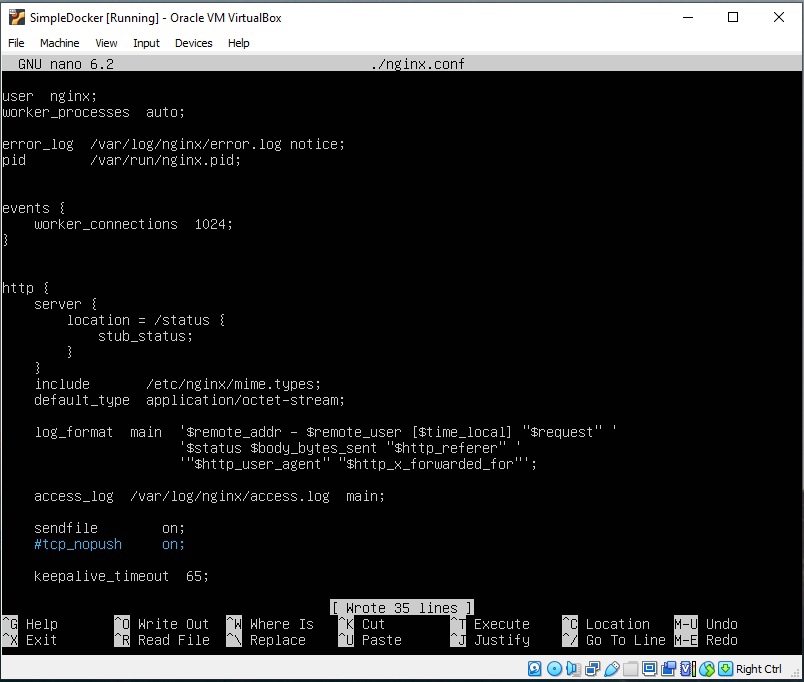 SimpleDocker [Running] - Oracle VM VirtualBox
File Machine View Input Devices Help
GNU nano 6.2 ./nginx.conf
user nginx;
worker_processes auto;
error_log /var/log/nginx/error.log notice;
pid /var/run/nginx.pid;
events {
worker_connections 1024;
}
http {
server {
location = /status {
stub_status;
}
}
include /etc/nginx/mime.types;
default_type application/octet-stream;
log_format main '$remote_addr - $remote_user [$time_local] "$request" '
'$status $body_bytes_sent "$http_referer" '
'"$http_user_agent" "$http_x_forwarded_for"';
access_log /var/log/nginx/access.log main;
sendfile on;
#tcp_nopush on;
keepalive_timeout 65;
[ Wrote 35 lines ]
^G Help ^O Write Out ^W Where Is ^K Cut ^T Execute ^C Location M-U Undo
^X Exit ^R Read File ^\ Replace ^U Paste ^J Justify ^/ Go To Line M-E Redo
Right Ctrl